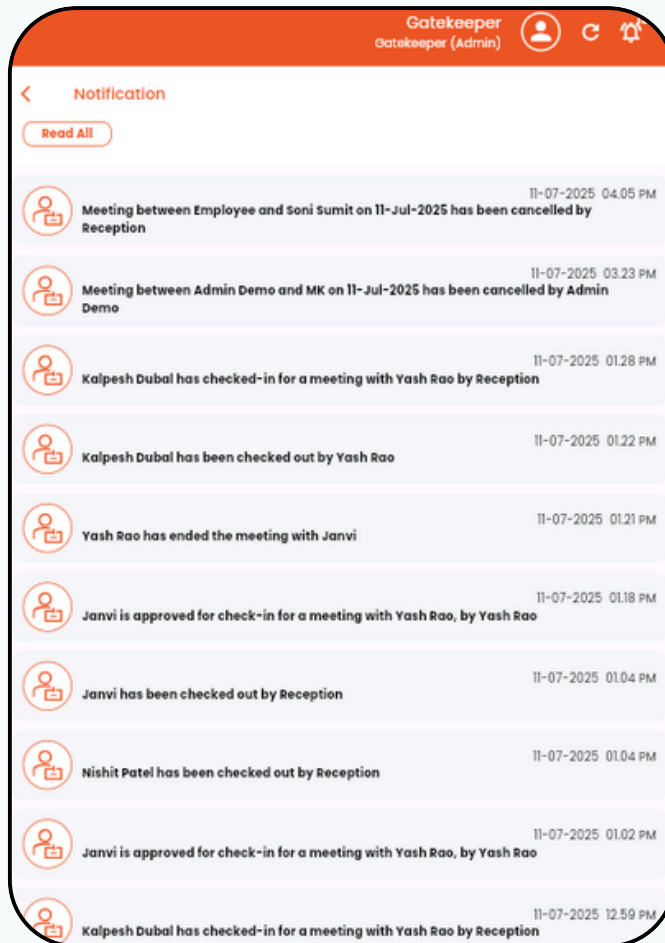 Gatekeeper
Gatekeeper (Admin)
Notification
Read All
11-07-2025 04.05 PM
Meeting between Employee and Soni Sumit on 11-Jul-2025 has been cancelled by
Reception
11-07-2025 03.23 PM
Meeting between Admin Demo and MK on 11-Jul-2025 has been cancelled by Admin
Demo
11-07-2025 01.28 PM
Kalpesh Dubal has checked-in for a meeting with Yash Rao by Reception
11-07-2025 01.22 PM
Kalpesh Dubal has been checked out by Yash Rao
11-07-2025 01.21 PM
Yash Rao has ended the meeting with Janvi
11-07-2025 01.18 PM
Janvi is approved for check-in for a meeting with Yash Rao, by Yash Rao
11-07-2025 01.04 PM
Janvi has been checked out by Reception
11-07-2025 01.04 PM
Nishit Patel has been checked out by Reception
11-07-2025 01.02 PM
Janvi is approved for check-in for a meeting with Yash Rao, by Yash Rao
11-07-2025 12.59 PM
Kalpesh Dubal has checked-in for a meeting with Yash Rao by Reception